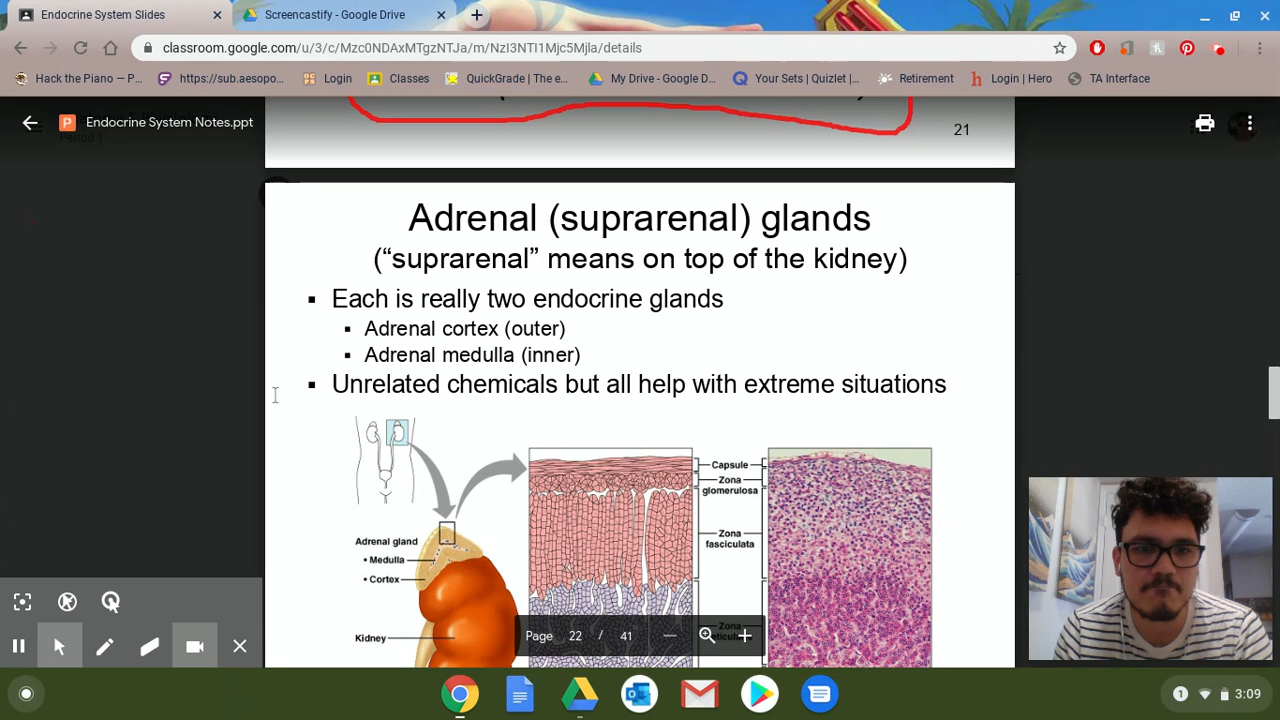 Endocrine System Slides
Screencastify - Google Drive
classroom.google.com/u/3/c/Mzc0NDAxMTgzNTJa/m/NzI3NTI1Mjc5Mjla/details
Hack the Piano — P...
https://sub.aesopo...
Login
Classes
QuickGrade | The e...
My Drive - Google D...
Your Sets | Quizlet |...
Retirement
Login | Hero
TA Interface
Endocrine System Notes.ppt
Period 1
21
Adrenal (suprarenal) glands
(“suprarenal” means on top of the kidney)
▪ Each is really two endocrine glands
▪ Adrenal cortex (outer)
▪ Adrenal medulla (inner)
▪ Unrelated chemicals but all help with extreme situations
Capsule
Zona
glomerulosa
Zona
fasciculata
Adrenal gland
• Medulla
• Cortex
Kidney
Zona
Page 22 / 41
1
3:09